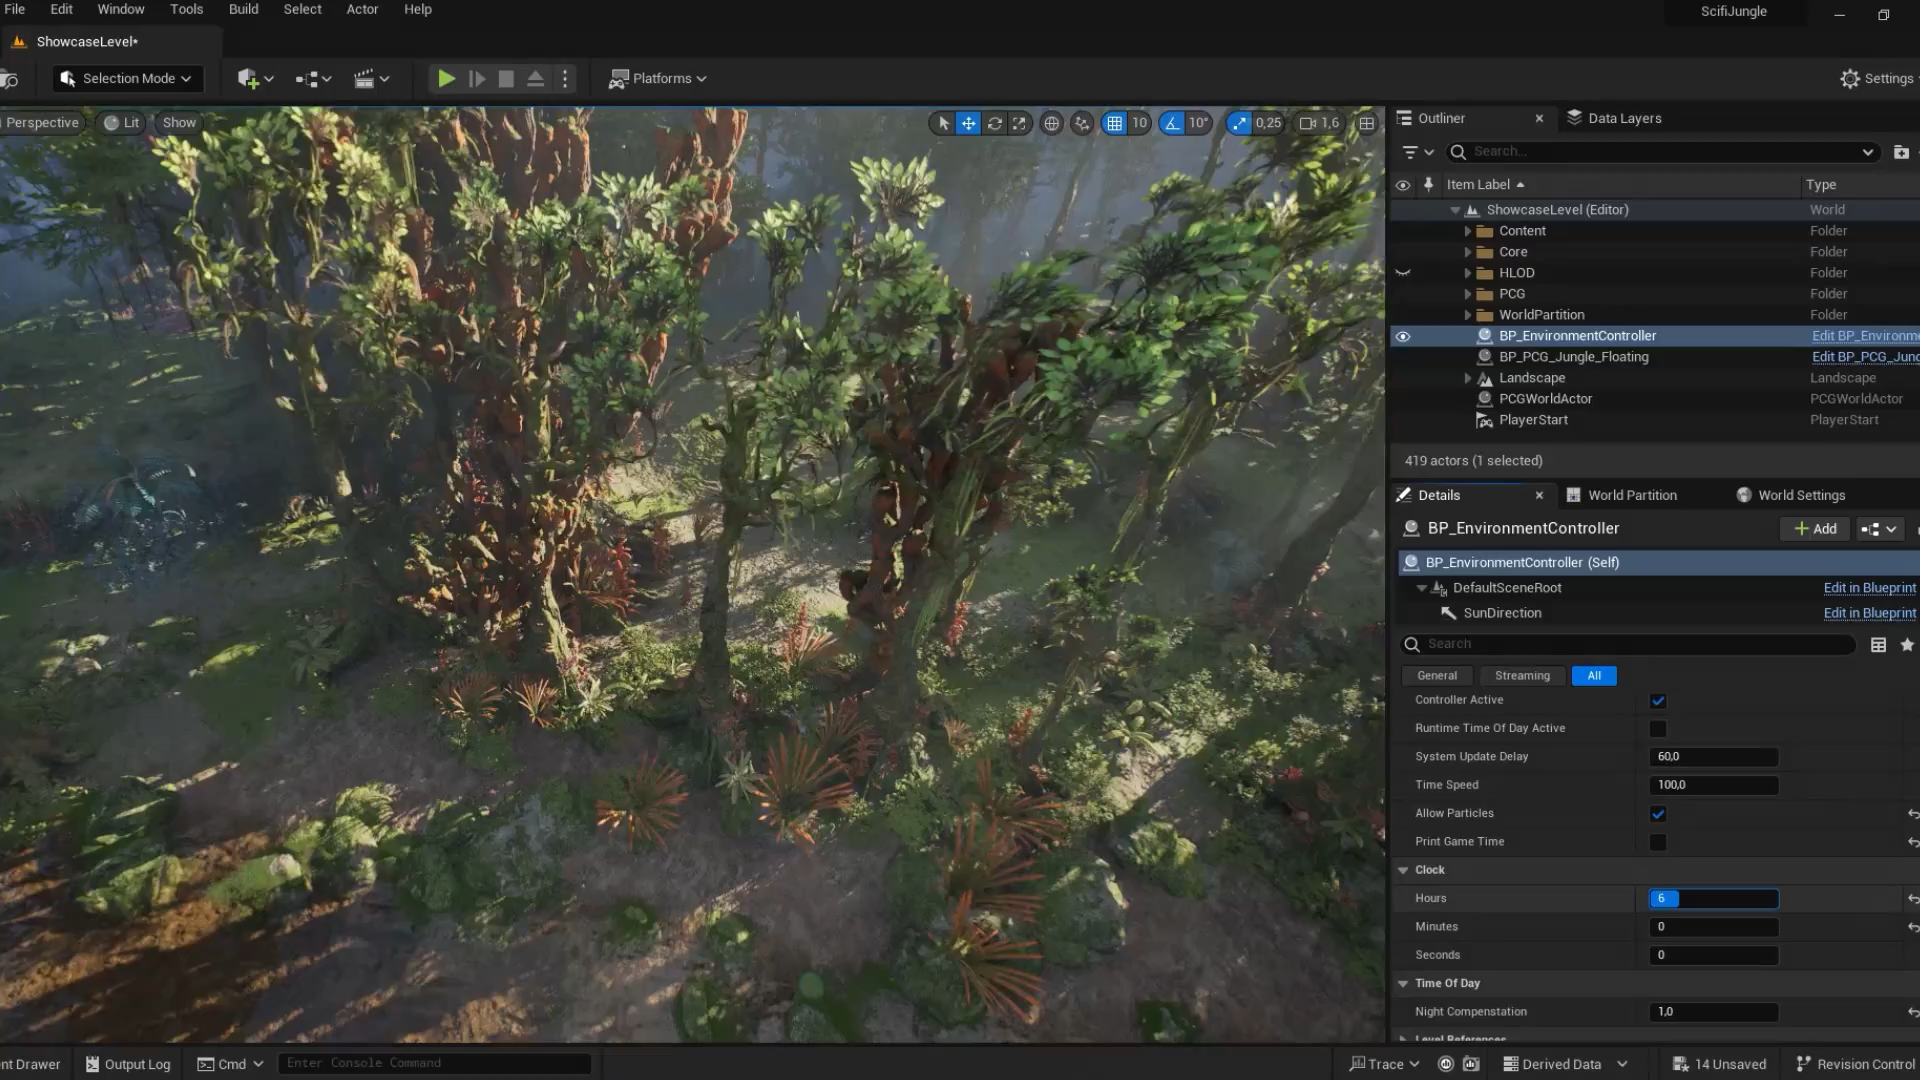 File Edit Window Tools Build Select Actor Help
ScifiJungle
ShowcaseLevel*
Selection Mode
Platforms
Settings
Perspective Lit Show
10 10° 0,25 1,6
Outliner Data Layers
Search...
Item Label Type
ShowcaseLevel (Editor) World
Content Folder
Core Folder
HLOD Folder
PCG Folder
WorldPartition Folder
BP_EnvironmentController Edit BP_Environme
BP_PCG_Jungle_Floating Edit BP_PCG_Jung
Landscape Landscape
PCGWorldActor PCGWorldActor
PlayerStart PlayerStart
419 actors (1 selected)
Details World Partition World Settings
BP_EnvironmentController Add
BP_EnvironmentController (Self)
DefaultSceneRoot Edit in Blueprint
SunDirection Edit in Blueprint
Search
General Streaming All
Controller Active
Runtime Time Of Day Active
System Update Delay 60,0
Time Speed 100,0
Allow Particles
Print Game Time
Clock
Hours 6
Minutes 0
Seconds 0
Time Of Day
Night Compenstation 1,0
Level References
nt Drawer Output Log Cmd Enter Console Command Trace Derived Data 14 Unsaved Revision Control